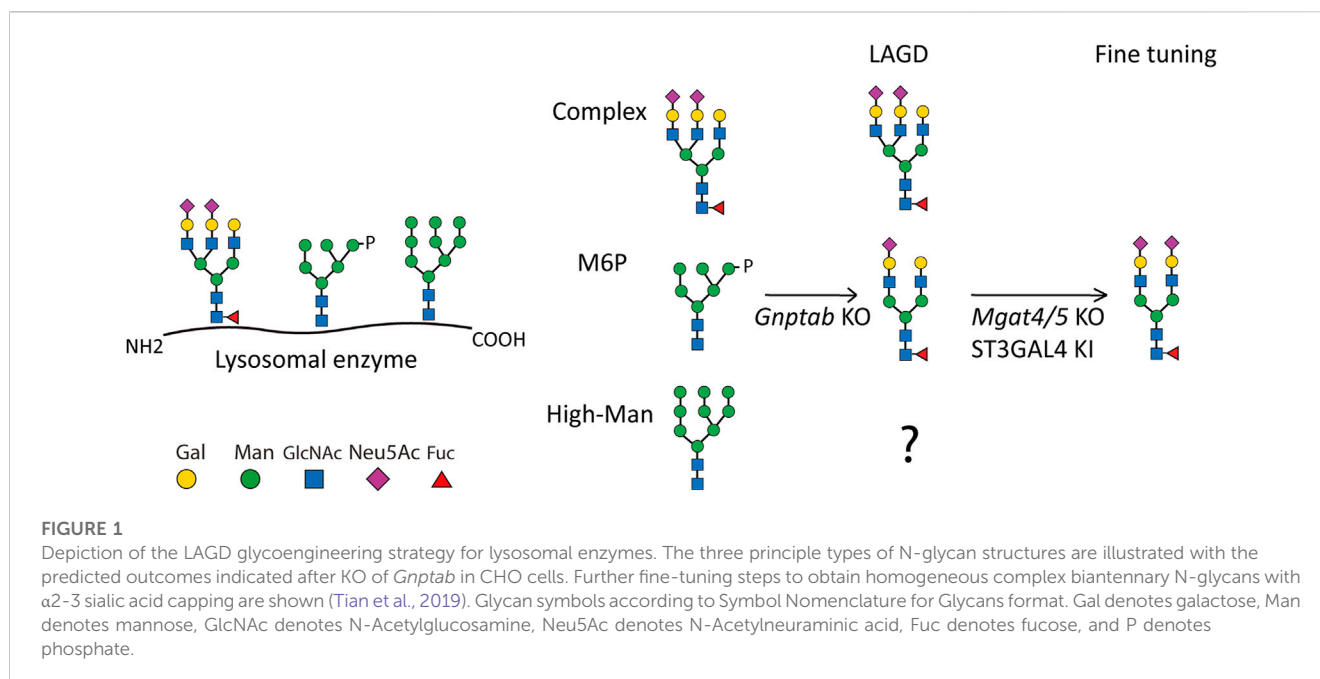 LAGD
Fine tuning
Complex
M6P
P
P
Gnptab KO
Mgat4/5 KO
ST3GAL4 KI
NH2
COOH
Lysosomal enzyme
High-Man
?
Gal Man GlcNAc Neu5Ac Fuc
FIGURE 1
Depiction of the LAGD glycoengineering strategy for lysosomal enzymes. The three principle types of N-glycan structures are illustrated with the
predicted outcomes indicated after KO of Gnptab in CHO cells. Further fine-tuning steps to obtain homogeneous complex biantennary N-glycans with
α2-3 sialic acid capping are shown (Tian et al., 2019). Glycan symbols according to Symbol Nomenclature for Glycans format. Gal denotes galactose, Man
denotes mannose, GlcNAc denotes N-Acetylglucosamine, Neu5Ac denotes N-Acetylneuraminic acid, Fuc denotes fucose, and P denotes
phosphate.